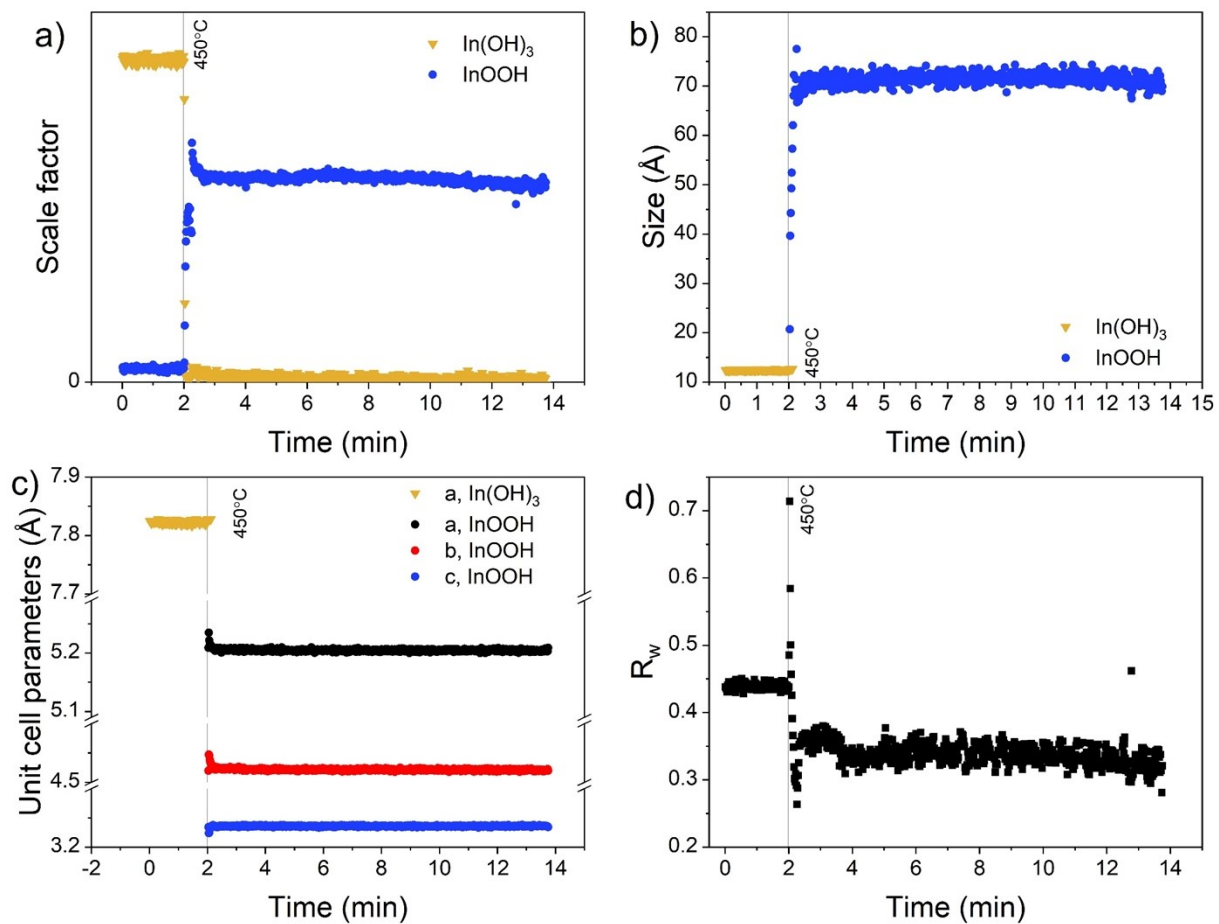 a)
450°C
In(OH)3
InOOH
Scale factor
0
0 2 4 6 8 10 12 14
Time (min)
b)
80
70
60
50
40
30
20
10
Size (Å)
In(OH)3
InOOH
450°C
0 1 2 3 4 5 6 7 8 9 10 11 12 13 14 15
Time (min)
c)
7.9
7.8
7.7
5.2
5.1
4.5
3.2
Unit cell parameters (Å)
450°C
a, In(OH)3
a, InOOH
b, InOOH
c, InOOH
-2 0 2 4 6 8 10 12 14
Time (min)
d)
0.7
0.6
0.5
0.4
0.3
0.2
Rw
450°C
0 2 4 6 8 10 12 14
Time (min)